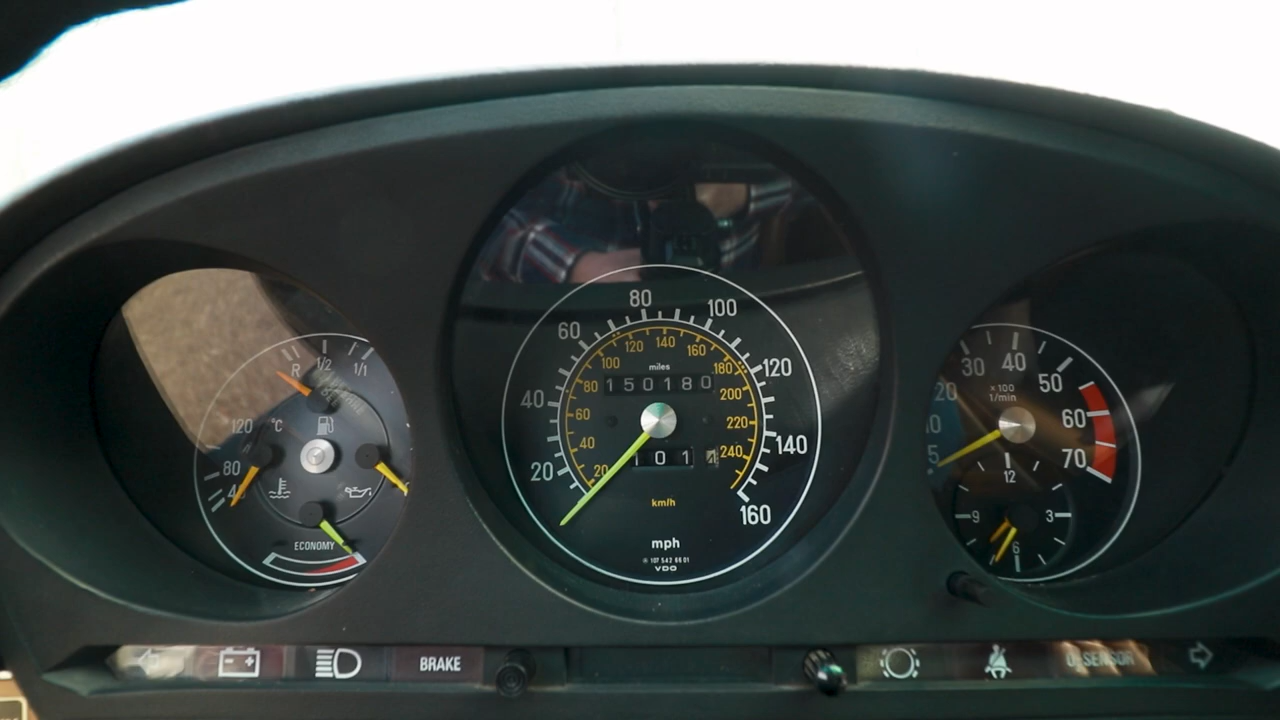 R 1/2 1/1
120 °C
80
40
ECONOMY
80
60 100
40 120
20 140
160
120 140
100 160
80 180
60 200
40 220
20 240
miles
150180
101
km/h
mph
107 542 66 01
VDO
20 30 40 50
60
70
x 100
1/min
12
9 3
6
BRAKE
O₂ SENSOR